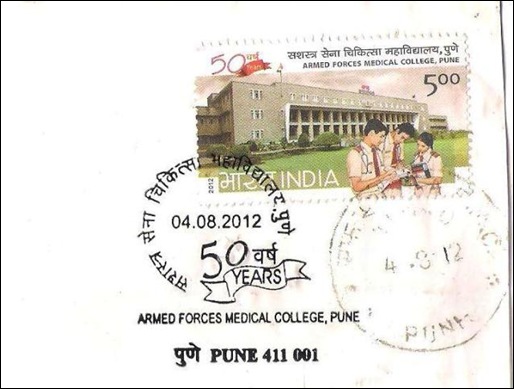 50 वर्ष
Years
सशस्त्र सेना चिकित्सा महाविद्यालय, पुणे
ARMED FORCES MEDICAL COLLEGE, PUNE
5.00
2012
भारत INDIA
सशस्त्र सेना चिकित्सा महाविद्यालय, पुणे
04.08.2012
50 वर्ष
YEARS
ARMED FORCES MEDICAL COLLEGE, PUNE
पुणे PUNE 411 001
4 .8.12